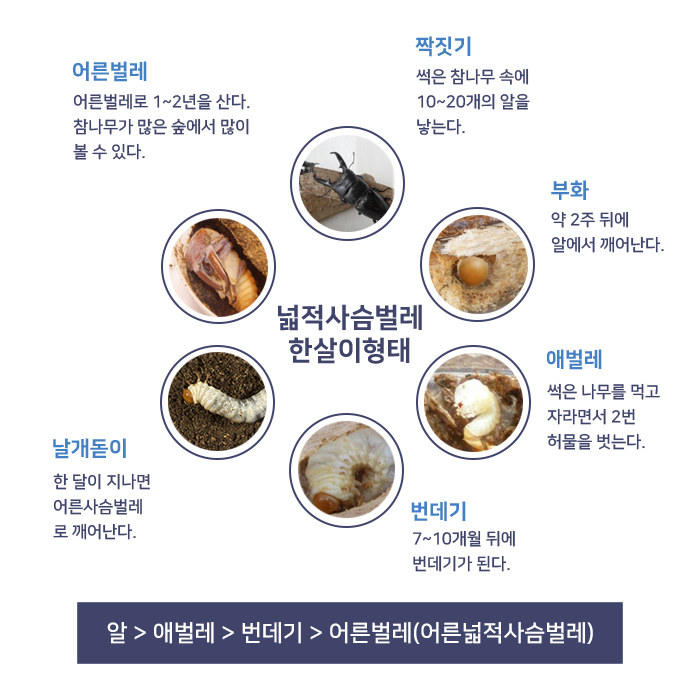 짝짓기
썩은 참나무 속에
10~20개의 알을
낳는다.
어른벌레
어른벌레로 1~2년을 산다.
참나무가 많은 숲에서 많이
볼 수 있다.
부화
약 2주 뒤에
알에서 깨어난다.
넓적사슴벌레
한살이형태
애벌레
썩은 나무를 먹고
자라면서 2번
허물을 벗는다.
날개돋이
한 달이 지나면
어른사슴벌레
로 깨어난다.
번데기
7~10개월 뒤에
번데기가 된다.
알 > 애벌레 > 번데기 > 어른벌레(어른넓적사슴벌레)